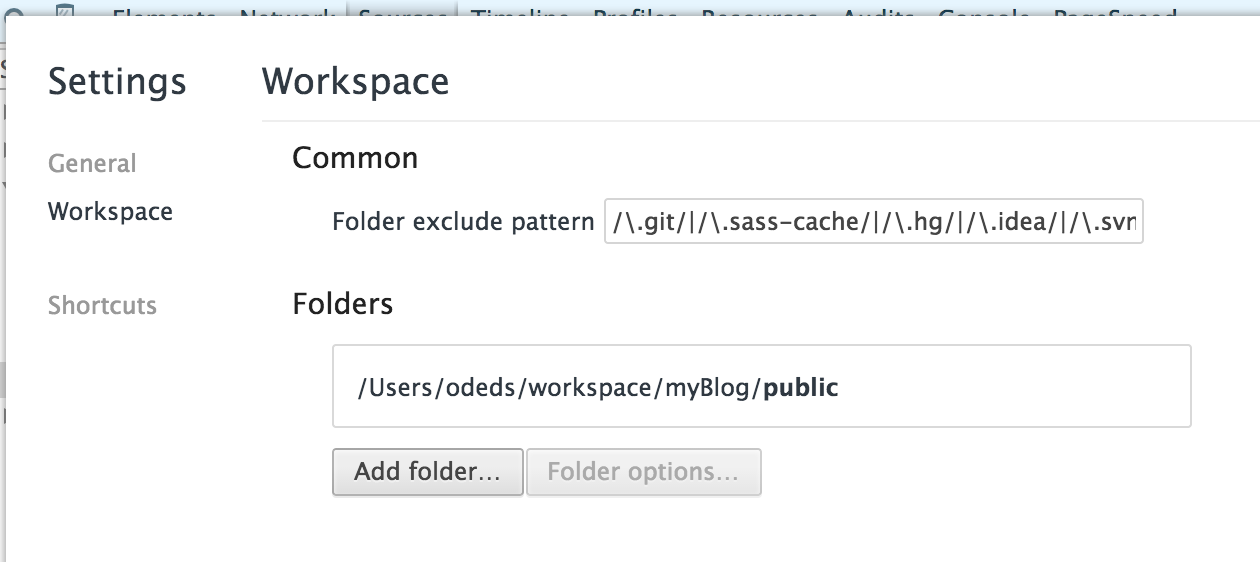 Elements Network Sources Timeline Profiles Resources Audits Console PageSpeed
Settings
Workspace
General
Workspace
Shortcuts
Common
Folder exclude pattern /\.git/|/\.sass-cache/|/\.hg/|/\.idea/|/\.svn
Folders
/Users/odeds/workspace/myBlog/public
Add folder...
Folder options...